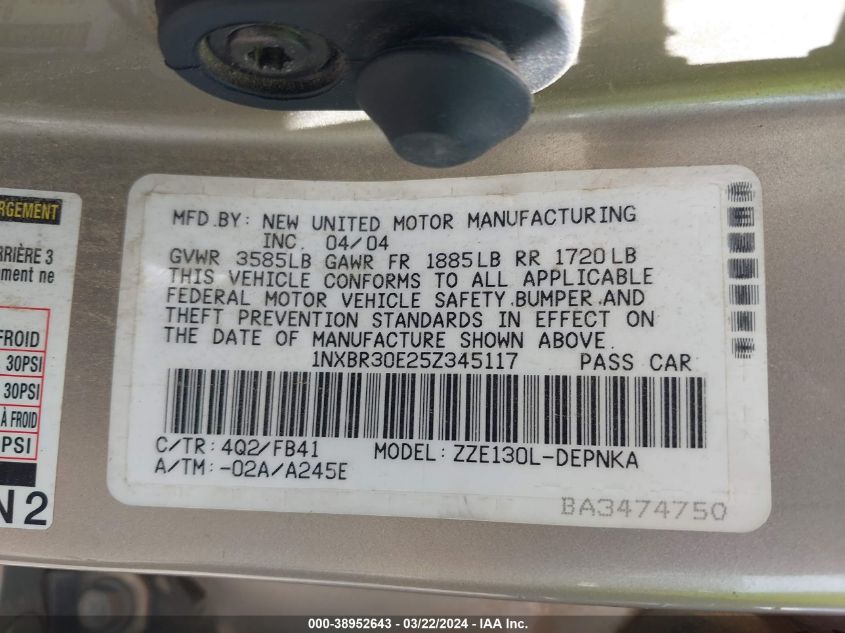 MFD.BY: NEW UNITED MOTOR MANUFACTURING
INC. 04/04
GVWR 3585LB GAWR FR 1885LB RR 1720LB
THIS VEHICLE CONFORMS TO ALL APPLICABLE
FEDERAL MOTOR VEHICLE SAFETY.BUMPER.AND
THEFT PREVENTION STANDARDS IN EFFECT ON
THE DATE OF MANUFACTURE SHOWN ABOVE.
1NXBR30E25Z345117 PASS CAR
C/TR: 4Q2/FB41 MODEL: ZZE130L-DEPNKA
A/TM: -02A/A245E
BA3474750
RGEMENT
RRIÈRE 3
ement ne
FROID
30PSI
30PSI
À FROID
PSI
N2
000-38952643 - 03/22/2024 - IAA Inc.